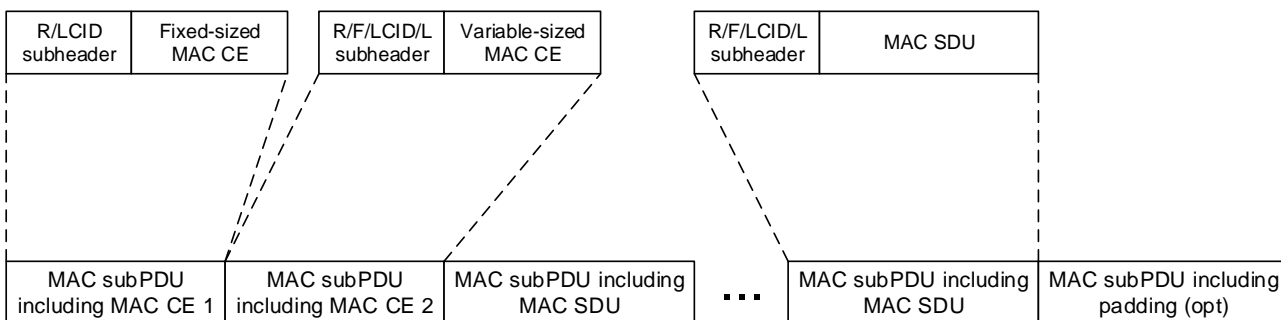 R/LCID
subheader
Fixed-sized
MAC CE
R/F/LCID/L
subheader
Variable-sized
MAC CE
R/F/LCID/L
subheader
MAC SDU
MAC subPDU
including MAC CE 1
MAC subPDU
including MAC CE 2
MAC subPDU including
MAC SDU
...
MAC subPDU including
MAC SDU
MAC subPDU including
padding (opt)